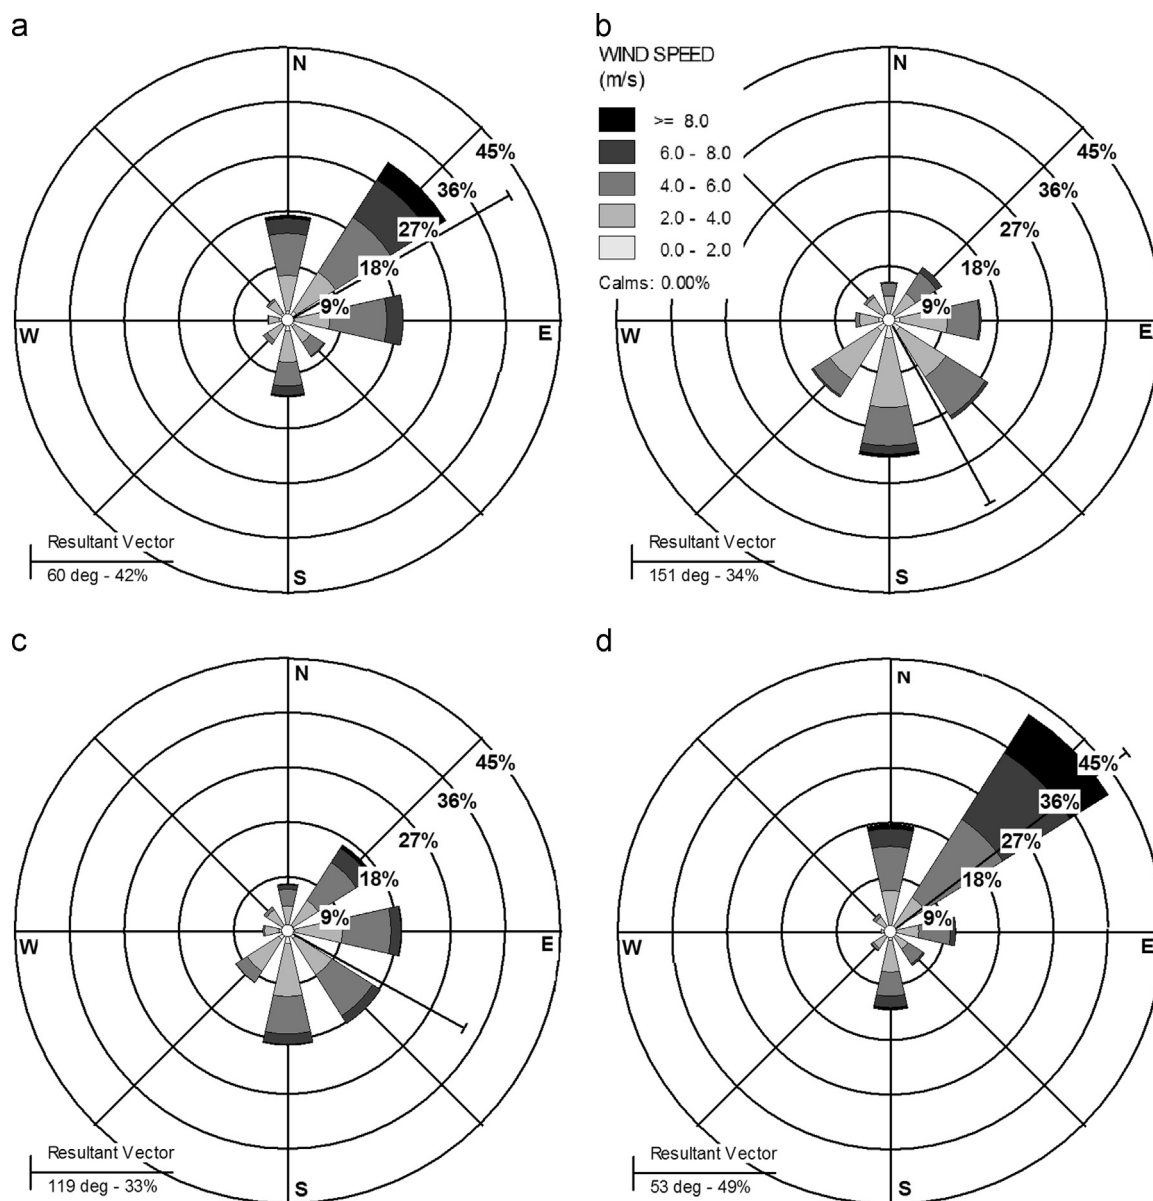 a
N
45%
36%
27%
18%
9%
W
E
S
Resultant Vector
60 deg - 42%
b
WIND SPEED
(m/s)
>= 8.0
6.0 - 8.0
4.0 - 6.0
2.0 - 4.0
0.0 - 2.0
Calms: 0.00%
N
45%
36%
27%
18%
9%
W
E
S
Resultant Vector
151 deg - 34%
c
N
45%
36%
27%
18%
9%
W
E
S
Resultant Vector
119 deg - 33%
d
N
45%
36%
27%
18%
9%
W
E
S
Resultant Vector
53 deg - 49%